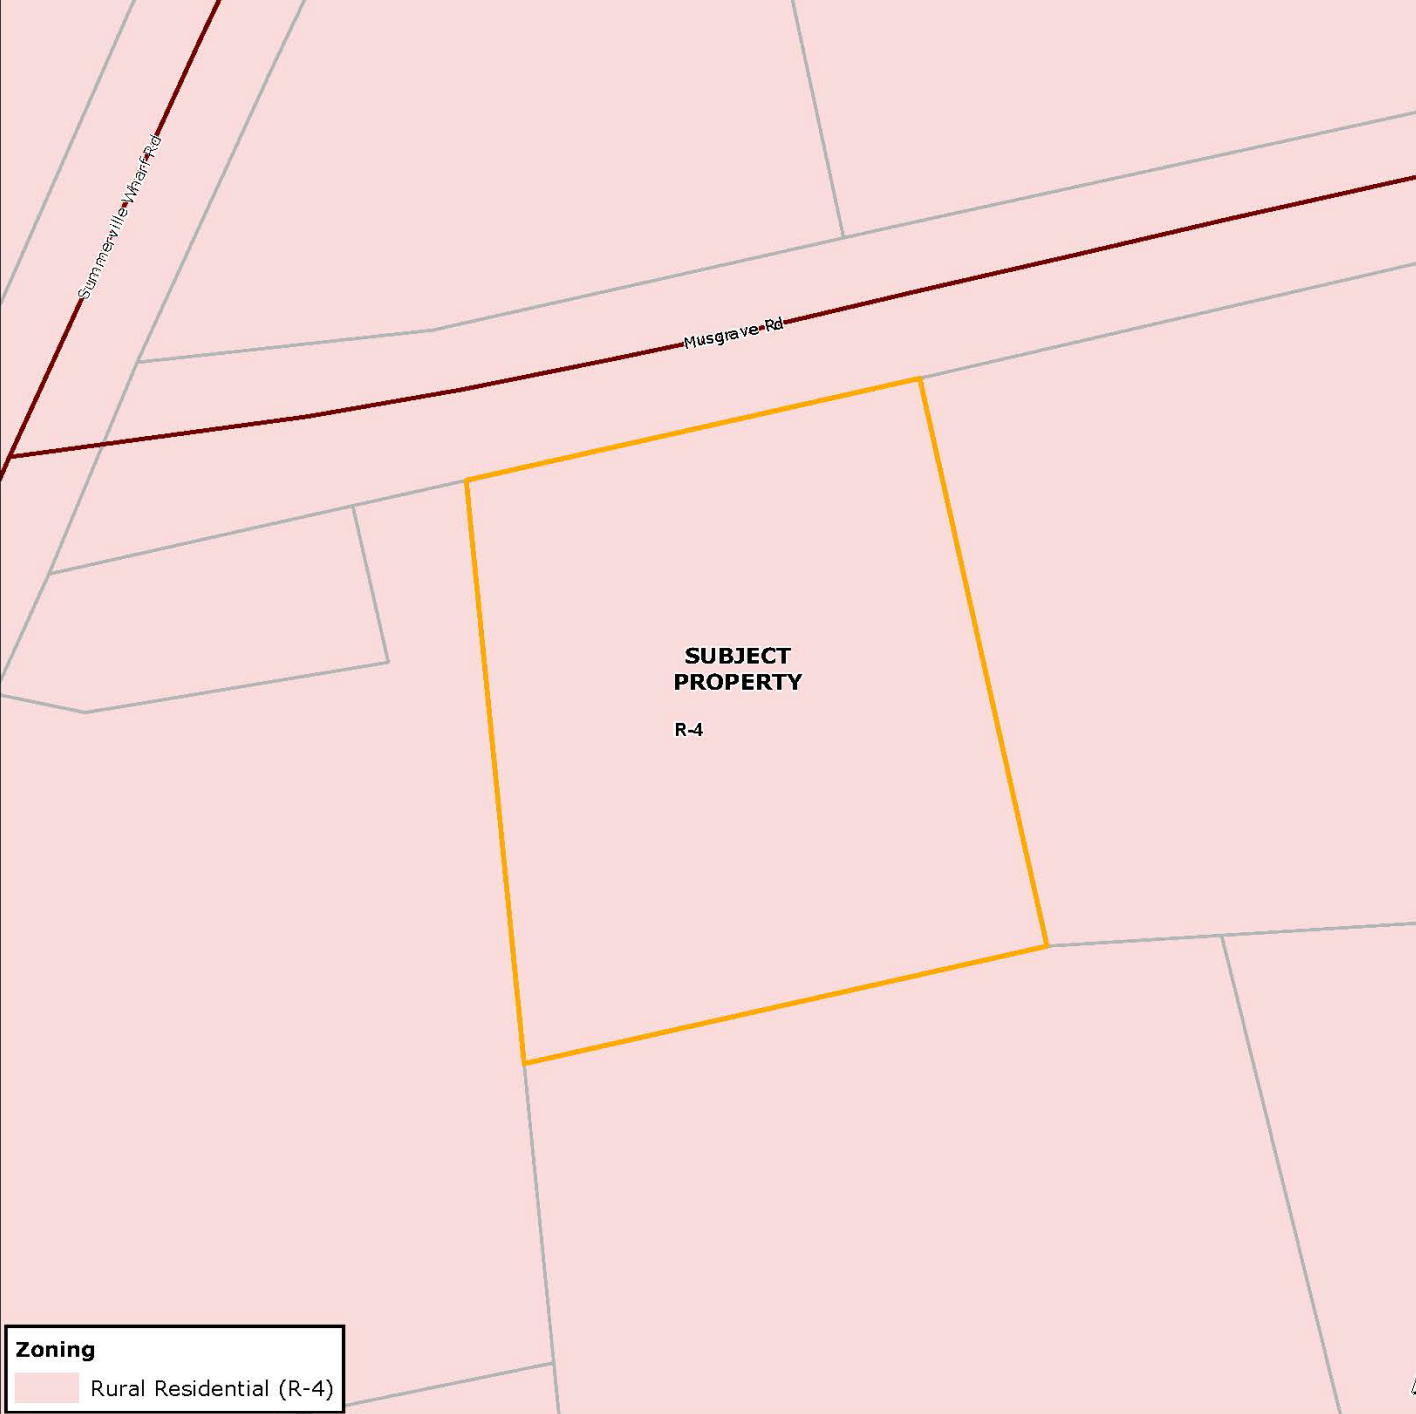 Summerville Wharf Rd
Musgrave Rd
SUBJECT
PROPERTY
R-4
Zoning
Rural Residential (R-4)